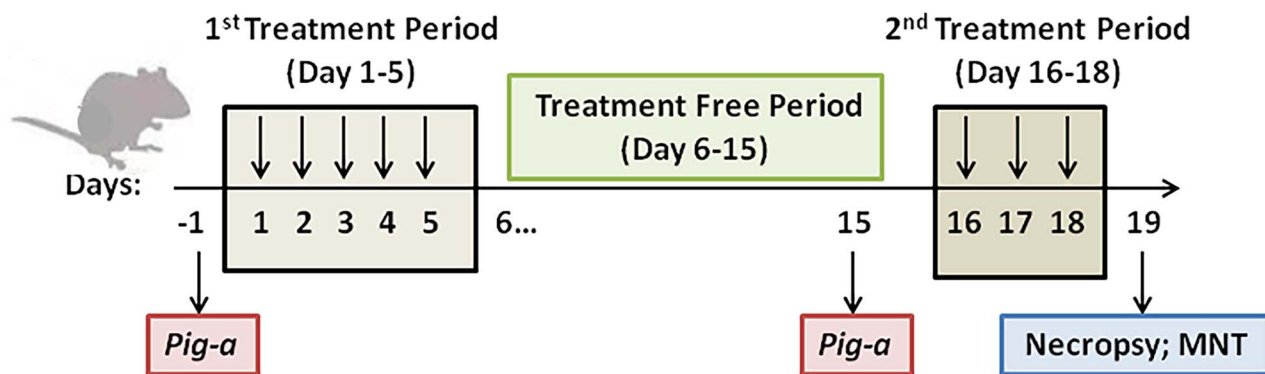 1st Treatment Period
(Day 1-5)
2nd Treatment Period
(Day 16-18)
Treatment Free Period
(Day 6-15)
Days:
-1 1 2 3 4 5 6... 15 16 17 18 19
Pig-a Pig-a Necropsy; MNT